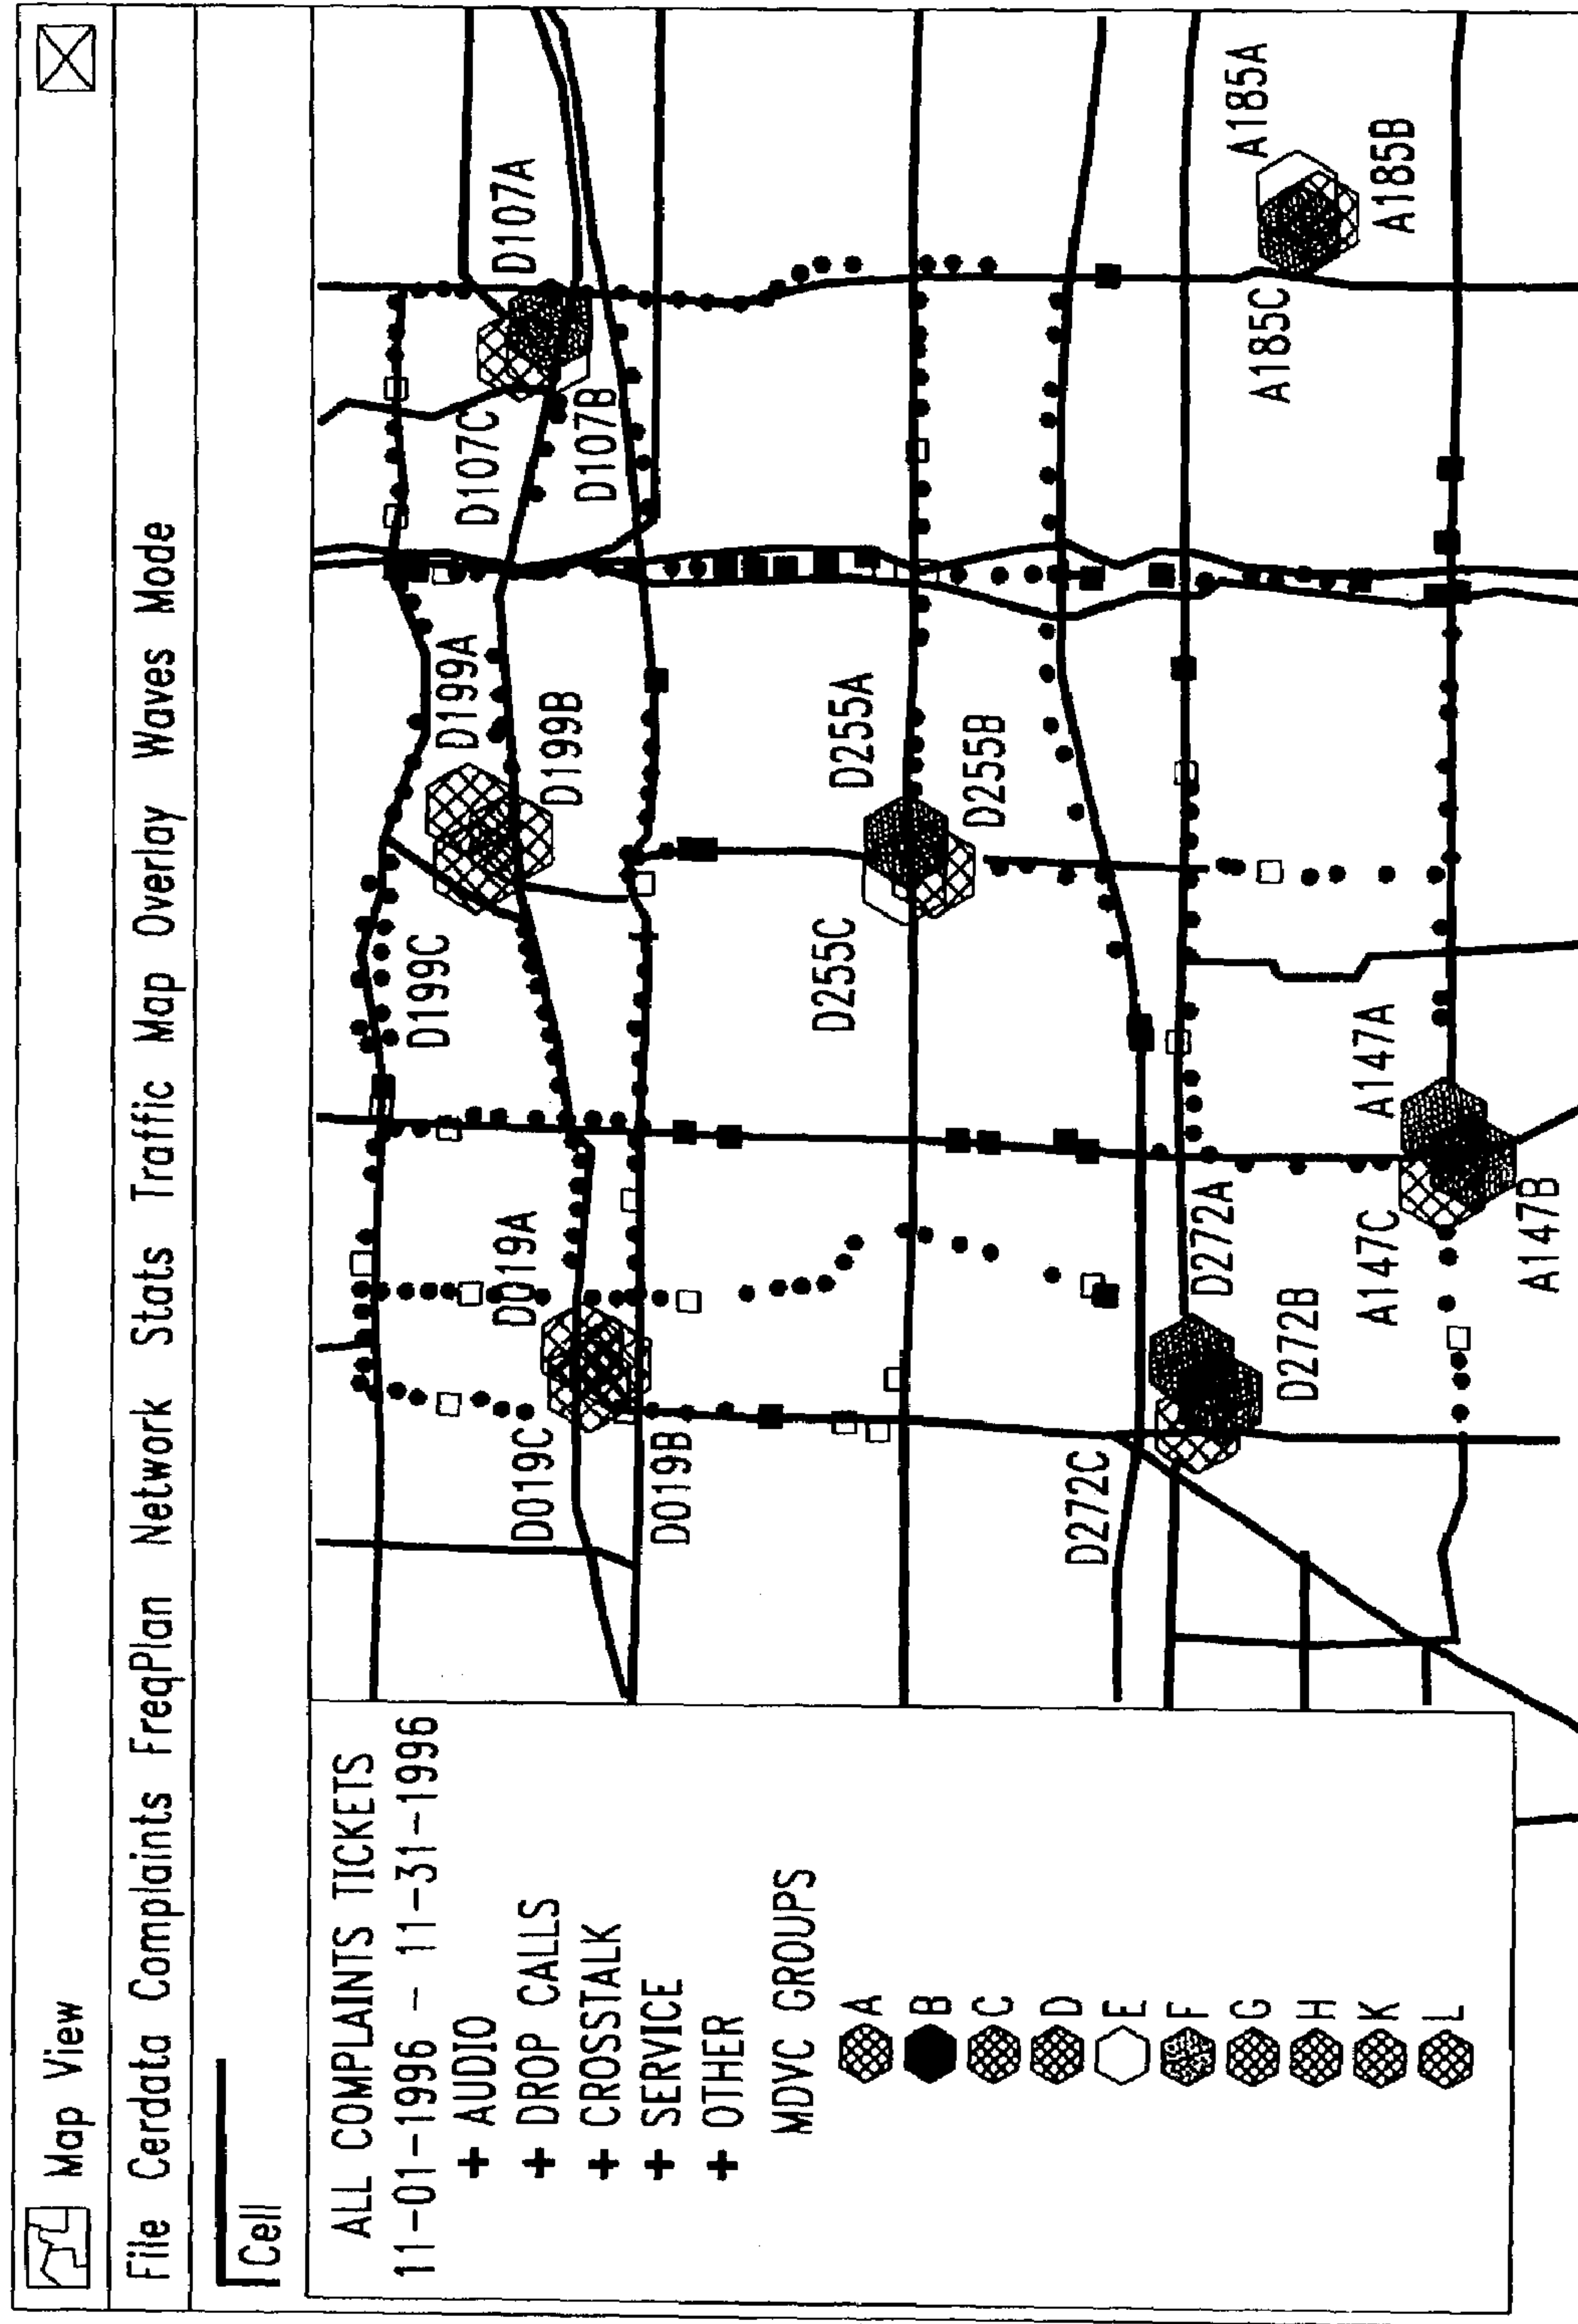 Map View
File Cerdata Complaints FreqPlan Network Stats Traffic Map Overlay Waves Mode
Cell
ALL COMPLAINTS TICKETS
11-01-1996 - 11-31-1996
+ AUDIO
+ DROP CALLS
+ CROSSTALK
+ SERVICE
+ OTHER
MDVC GROUPS
A
B
C
D
E
F
G
H
K
L
D107A
D107C
D107B
D199A
D199B
D199C
D019A
D019C
D019B
D255A
D255B
D255C
A185A
A185B
A185C
D272A
D272B
D272C
A147A
A147C
A147B